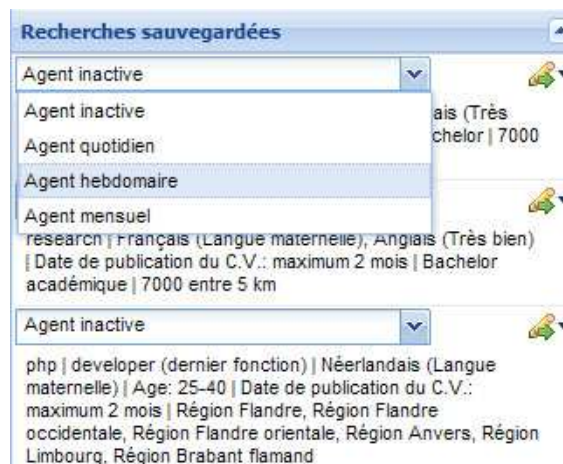 Recherches sauvegardées
Agent inactive
Agent inactive
ais (Très
Agent quotidien
chelor | 7000
Agent hebdomaire
Agent mensuel
research | Français (Langue maternelle), Anglais (Très bien)
| Date de publication du C.V.: maximum 2 mois | Bachelor
académique | 7000 entre 5 km
Agent inactive
php | developer (dernier fonction) | Néerlandais (Langue
maternelle) | Age: 25-40 | Date de publication du C.V.:
maximum 2 mois | Région Flandre, Région Flandre
occidentale, Région Flandre orientale, Région Anvers, Région
Limbourg, Région Brabant flamand